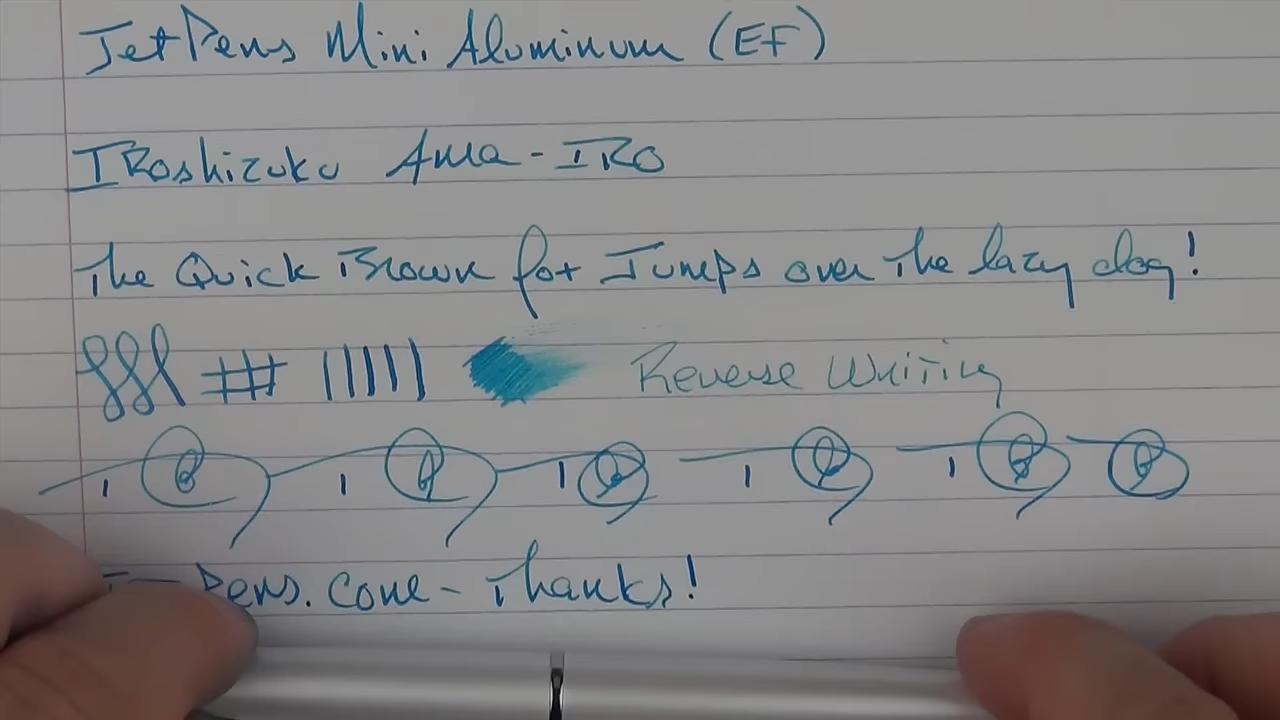 JetPens Mini Aluminum (EF)
IRoshizuku Ama-IRO
The Quick Brown fox Jumps over The lazy dog!
Reverse Writing
Pens.com - Thanks!